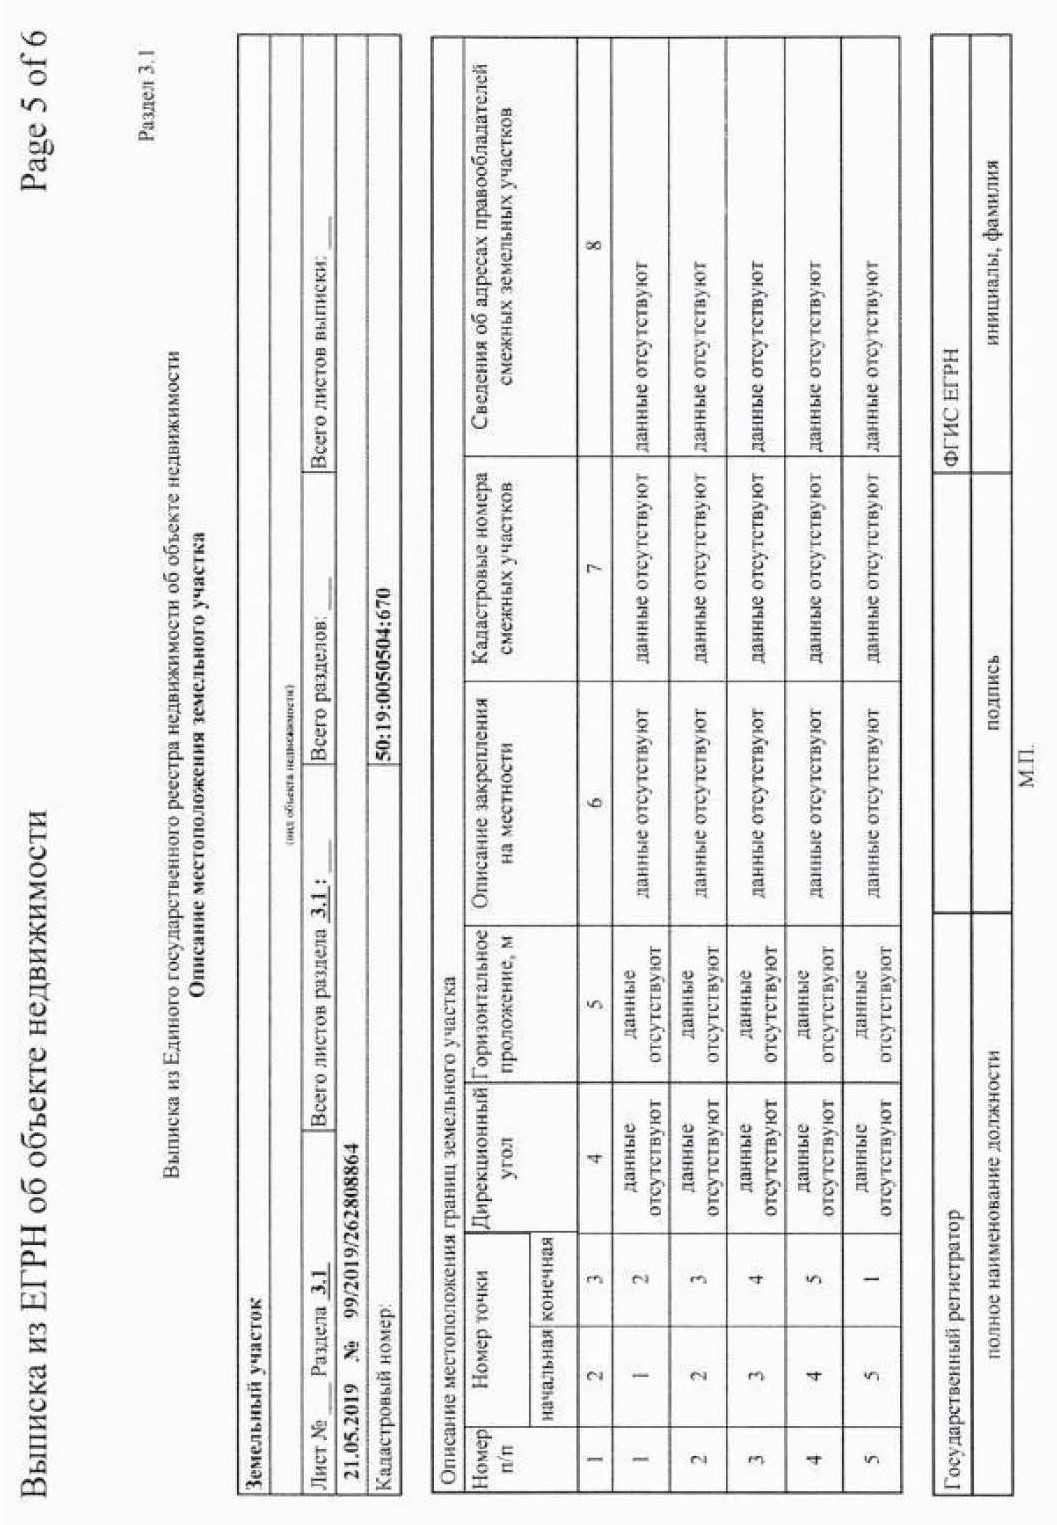 Выписка из ЕГРН об объекте недвижимости Page 5 of 6
Раздел 3.1
Выписка из Единого государственного реестра недвижимости об объекте недвижимости
Описание местоположения земельного участка
Земельный участок
(вид объекта недвижимости)
Лист № ___ Раздела 3.1 Всего листов раздела 3.1 : ___ Всего разделов: ___ Всего листов выписки: ___
21.05.2019 № 99/2019/262808864
Кадастровый номер: 50:19:0050504:670
Описание местоположения границ земельного участка
Номер п/п Номер точки Дирекционный угол Горизонтальное проложение, м Описание закрепления на местности Кадастровые номера смежных участков Сведения об адресах правообладателей смежных земельных участков
начальная конечная
1 2 3 4 5 6 7 8
1 1 2 данные отсутствуют данные отсутствуют данные отсутствуют данные отсутствуют данные отсутствуют
2 2 3 данные отсутствуют данные отсутствуют данные отсутствуют данные отсутствуют данные отсутствуют
3 3 4 данные отсутствуют данные отсутствуют данные отсутствуют данные отсутствуют данные отсутствуют
4 4 5 данные отсутствуют данные отсутствуют данные отсутствуют данные отсутствуют данные отсутствуют
5 5 1 данные отсутствуют данные отсутствуют данные отсутствуют данные отсутствуют данные отсутствуют
Государственный регистратор ФГИС ЕГРН
полное наименование должности подпись инициалы, фамилия
М.П.